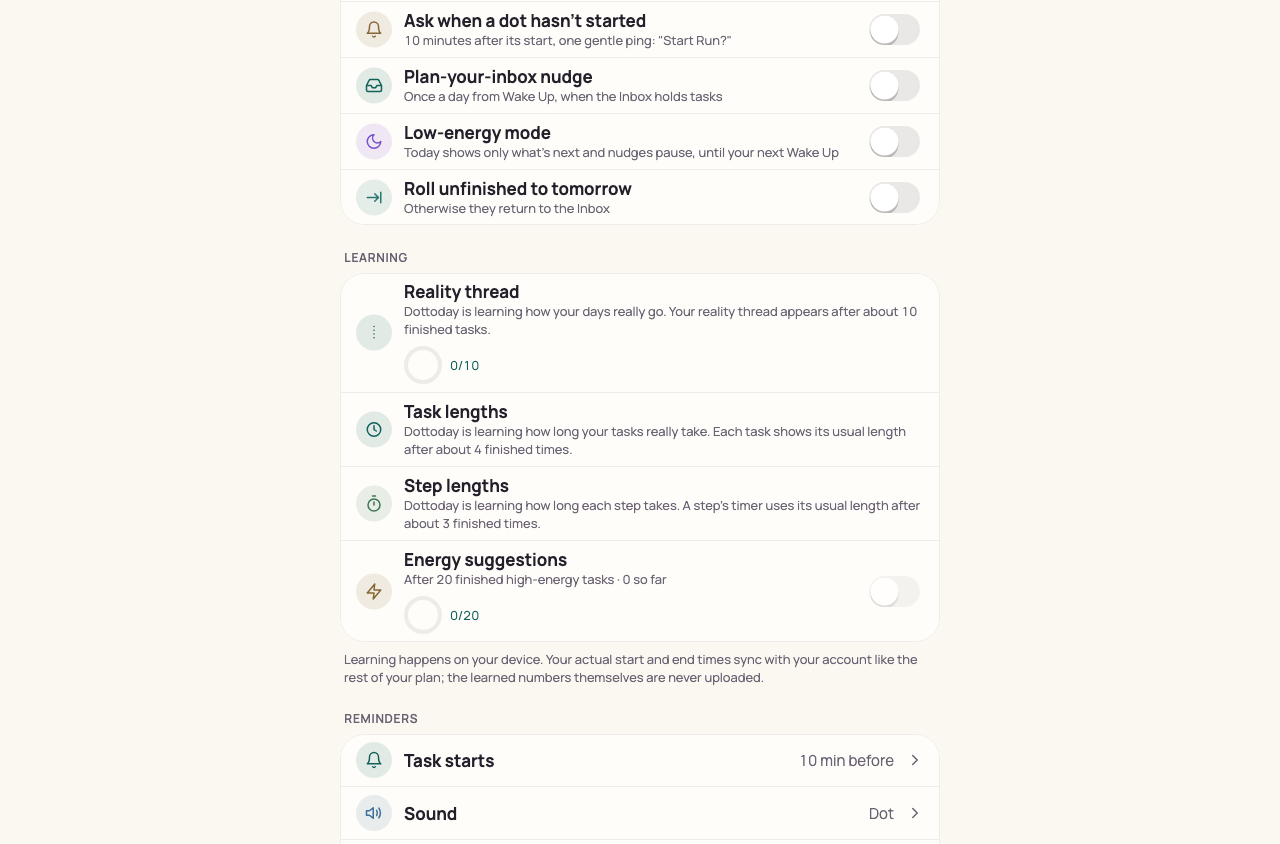 Ask when a dot hasn't started
10 minutes after its start, one gentle ping: "Start Run?"
Plan-your-inbox nudge
Once a day from Wake Up, when the Inbox holds tasks
Low-energy mode
Today shows only what's next and nudges pause, until your next Wake Up
Roll unfinished to tomorrow
Otherwise they return to the Inbox
LEARNING
Reality thread
Dottoday is learning how your days really go. Your reality thread appears after about 10
finished tasks.
0/10
Task lengths
Dottoday is learning how long your tasks really take. Each task shows its usual length
after about 4 finished times.
Step lengths
Dottoday is learning how long each step takes. A step's timer uses its usual length after
about 3 finished times.
Energy suggestions
After 20 finished high-energy tasks · 0 so far
0/20
Learning happens on your device. Your actual start and end times sync with your account like the
rest of your plan; the learned numbers themselves are never uploaded.
REMINDERS
Task starts
10 min before
Sound
Dot